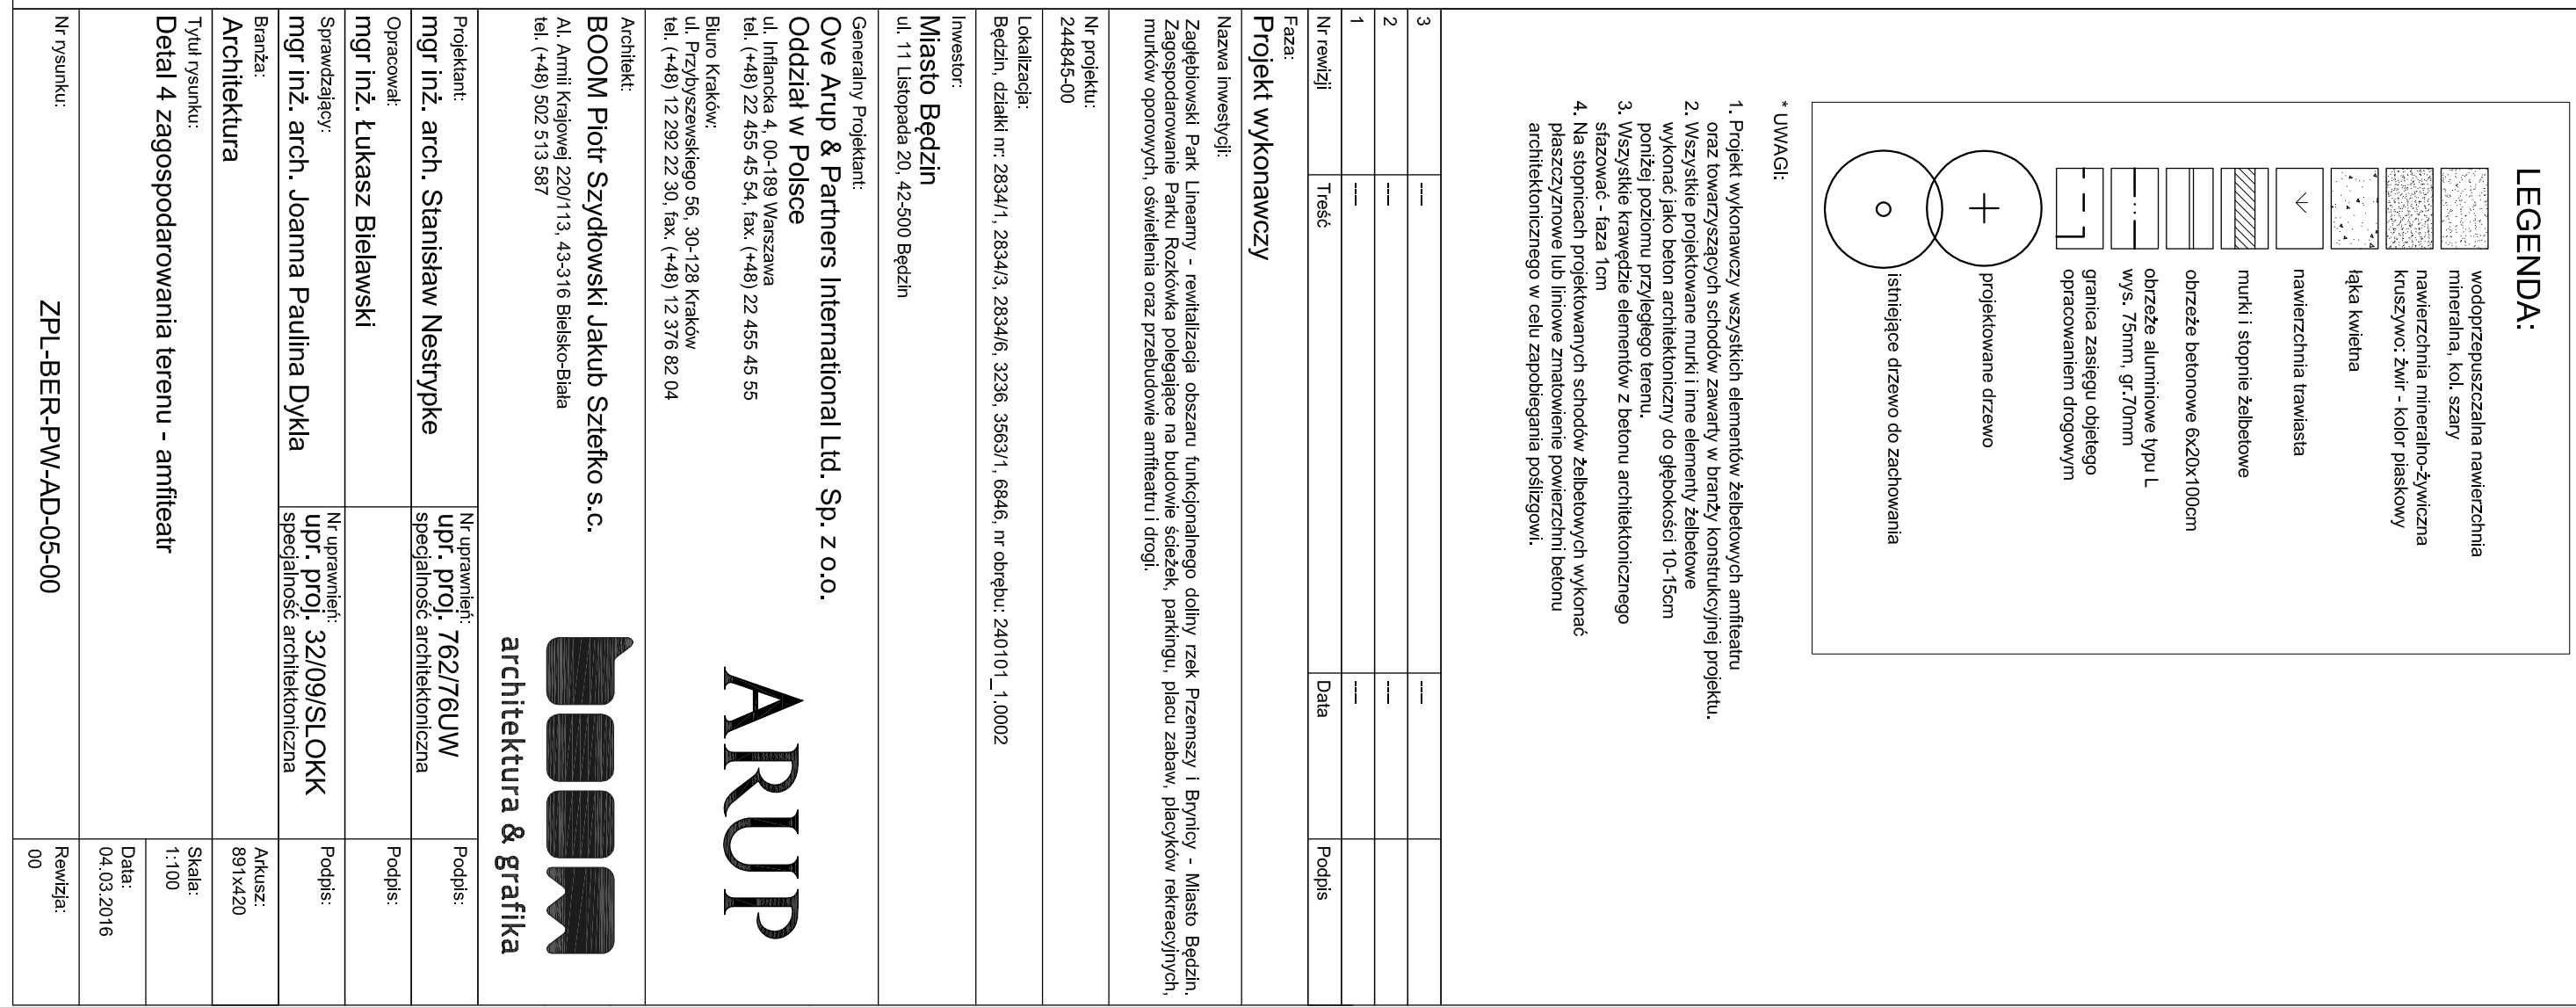 LEGENDA:
wodoprzepuszczalna nawierzchnia
mineralna, kol. szary
nawierzchnia mineralno-żywiczna
kruszywo: żwir - kolor piaskowy
łąka kwietna
nawierzchnia trawiasta
murki i stopnie żelbetowe
obrzeże betonowe 6x20x100cm
obrzeże aluminiowe typu L
wys. 75mm, gr.70mm
granica zasięgu objetego
opracowaniem drogowym
projektowane drzewo
istniejące drzewo do zachowania
* UWAGI:
1. Projekt wykonawczy wszystkich elementów żelbetowych amfiteatru
oraz towarzyszących schodów zawarty w branży konstrukcyjnej projektu.
2. Wszystkie projektowane murki i inne elementy żelbetowe
wykonać jako beton architektoniczny do głębokości 10-15cm
poniżej poziomu przyległego terenu.
3. Wszystkie krawędzie elementów z betonu architektonicznego
sfazować - faza 1cm
4. Na stopnicach projektowanych schodów żelbetowych wykonać
płaszczyznowe lub liniowe zmatowienie powierzchni betonu
architektonicznego w celu zapobiegania poślizgowi.
3 --- ---
2 --- ---
1 --- ---
Nr rewizji Treść Data Podpis
Faza:
Projekt wykonawczy
Nazwa inwestycji:
Zagłębiowski Park Linearny - rewitalizacja obszaru funkcjonalnego doliny rzek Przemszy i Brynicy - Miasto Będzin.
Zagospodarowanie Parku Rozkówka polegające na budowie ścieżek, parkingu, placu zabaw, placyków rekreacyjnych,
murków oporowych, oświetlenia oraz przebudowie amfiteatru i drogi.
Nr projektu:
244845-00
Lokalizacja:
Będzin, działki nr: 2834/1, 2834/3, 2834/6, 3236, 3563/1, 6846, nr obrębu: 240101_1.0002
Inwestor:
Miasto Będzin
ul. 11 Listopada 20, 42-500 Będzin
Generalny Projektant:
Ove Arup & Partners International Ltd. Sp. z o.o.
Oddział w Polsce
ul. Inflancka 4, 00-189 Warszawa
tel. (+48) 22 455 45 54, fax. (+48) 22 455 45 55
Biuro Kraków:
ul. Przybyszewskiego 56, 30-128 Kraków
tel. (+48) 12 292 22 30, fax. (+48) 12 376 82 04
ARUP
Architekt:
BOOM Piotr Szydłowski Jakub Sztefko s.c.
Al. Armii Krajowej 220/113, 43-316 Bielsko-Biała
tel. (+48) 502 513 587
architektura & grafika
Projektant:
mgr inż. arch. Stanisław Nestrypke
Nr uprawnień:
upr. proj. 762/76UW
specjalność architektoniczna
Podpis:
Opracował:
mgr inż. Łukasz Bielawski
Podpis:
Sprawdzający:
mgr inż. arch. Joanna Paulina Dykla
Nr uprawnień:
upr. proj. 32/09/SLOKK
specjalność architektoniczna
Podpis:
Branża:
Architektura
Arkusz:
891x420
Tytuł rysunku:
Detal 4 zagospodarowania terenu - amfiteatr
Skala:
1:100
Data:
04.03.2016
Nr rysunku:
ZPL-BER-PW-AD-05-00
Rewizja:
00